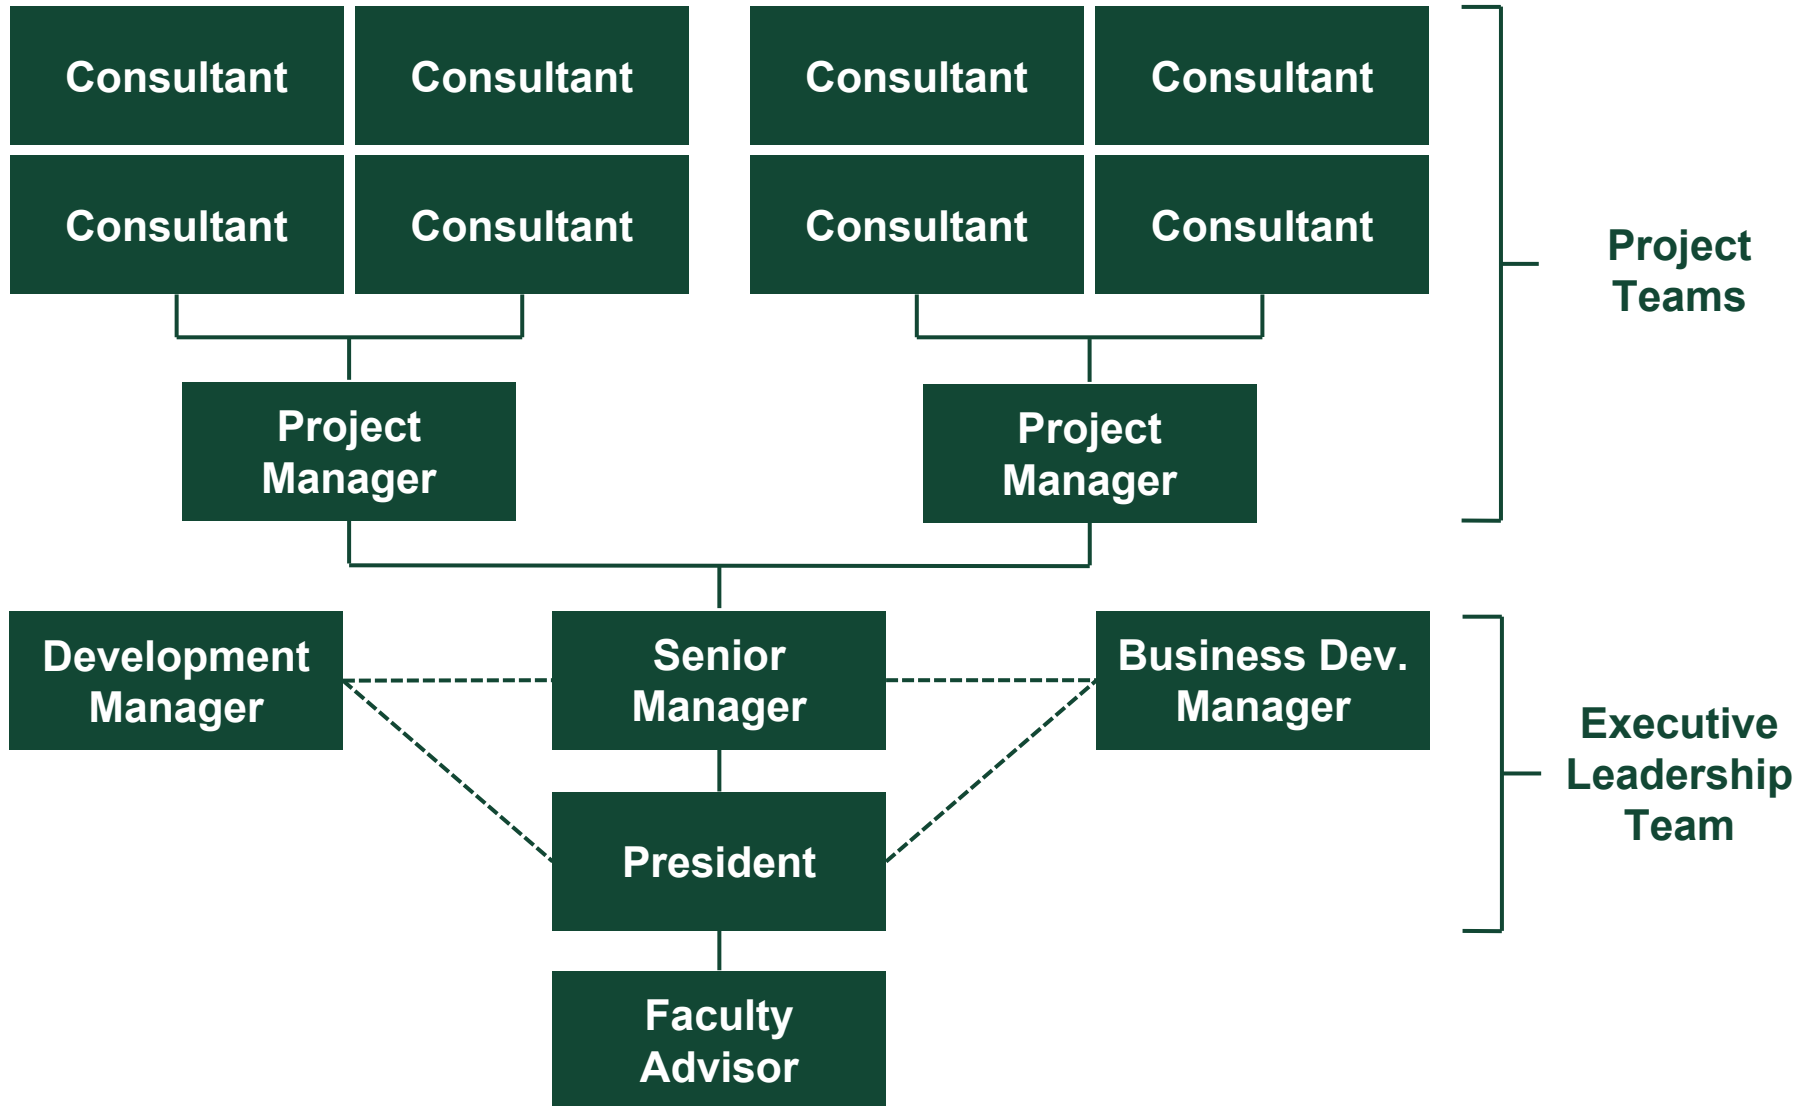 Consultant
Consultant
Consultant
Consultant
Consultant
Consultant
Consultant
Consultant
Project
Teams
Project
Manager
Project
Manager
Development
Manager
Senior
Manager
Business Dev.
Manager
Executive
Leadership
Team
President
Faculty
Advisor